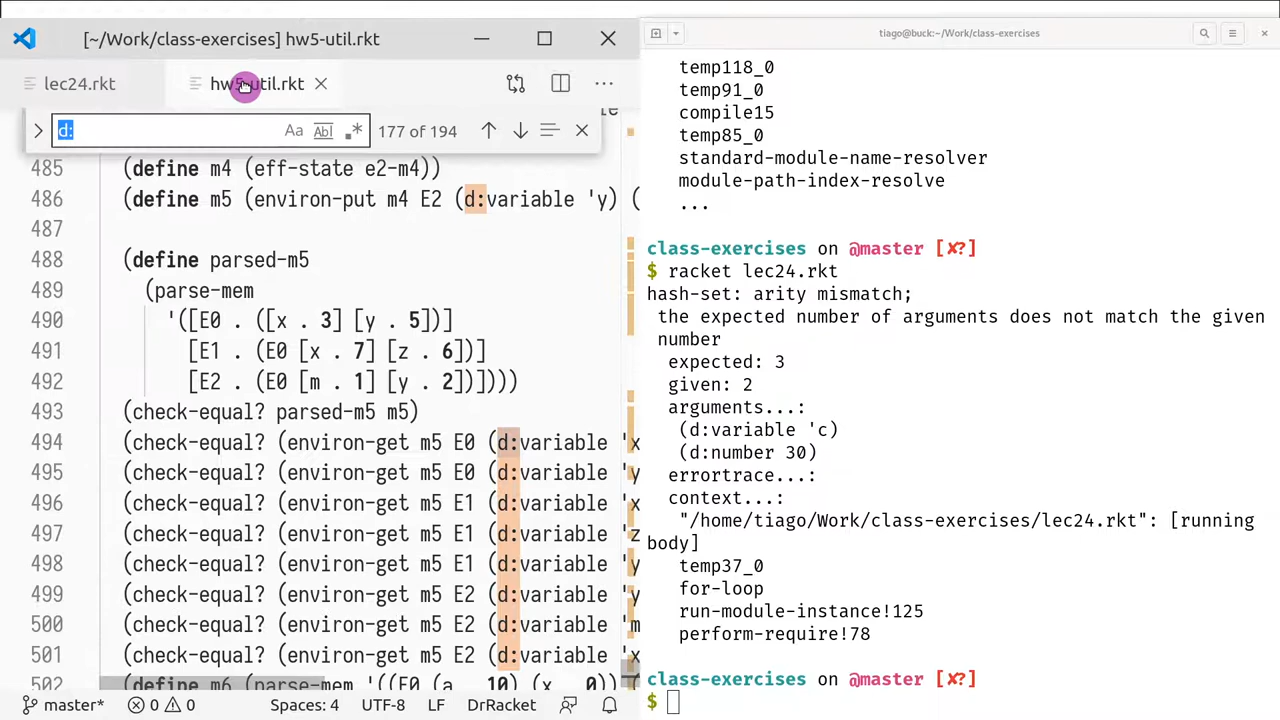 [~/Work/class-exercises] hw5-util.rkt
lec24.rkt
hw5-util.rkt
d:
Aa
Abl
177 of 194
485 (define m4 (eff-state e2-m4))
486 (define m5 (environ-put m4 E2 (d:variable 'y) (
487
488 (define parsed-m5
489 (parse-mem
490 '([E0 . ([x . 3] [y . 5])]
491 [E1 . (E0 [x . 7] [z . 6])]
492 [E2 . (E0 [m . 1] [y . 2])])))
493 (check-equal? parsed-m5 m5)
494 (check-equal? (environ-get m5 E0 (d:variable 'x
495 (check-equal? (environ-get m5 E0 (d:variable 'y
496 (check-equal? (environ-get m5 E1 (d:variable 'x
497 (check-equal? (environ-get m5 E1 (d:variable 'z
498 (check-equal? (environ-get m5 E1 (d:variable 'y
499 (check-equal? (environ-get m5 E2 (d:variable 'y
500 (check-equal? (environ-get m5 E2 (d:variable 'm
501 (check-equal? (environ-get m5 E2 (d:variable 'x
502 (define m6 (parse-mem '((E0 (a . 10) (x . 0))
master*
0
0
Spaces: 4
UTF-8
LF
DrRacket
tiago@buck:~/Work/class-exercises
temp118_0
temp91_0
compile15
temp85_0
standard-module-name-resolver
module-path-index-resolve
...
class-exercises on @master [✘?]
$ racket lec24.rkt
hash-set: arity mismatch;
the expected number of arguments does not match the given
number
expected: 3
given: 2
arguments...:
(d:variable 'c)
(d:number 30)
errortrace...:
context...:
"/home/tiago/Work/class-exercises/lec24.rkt": [running
body]
temp37_0
for-loop
run-module-instance!125
perform-require!78
class-exercises on @master [✘?]
$